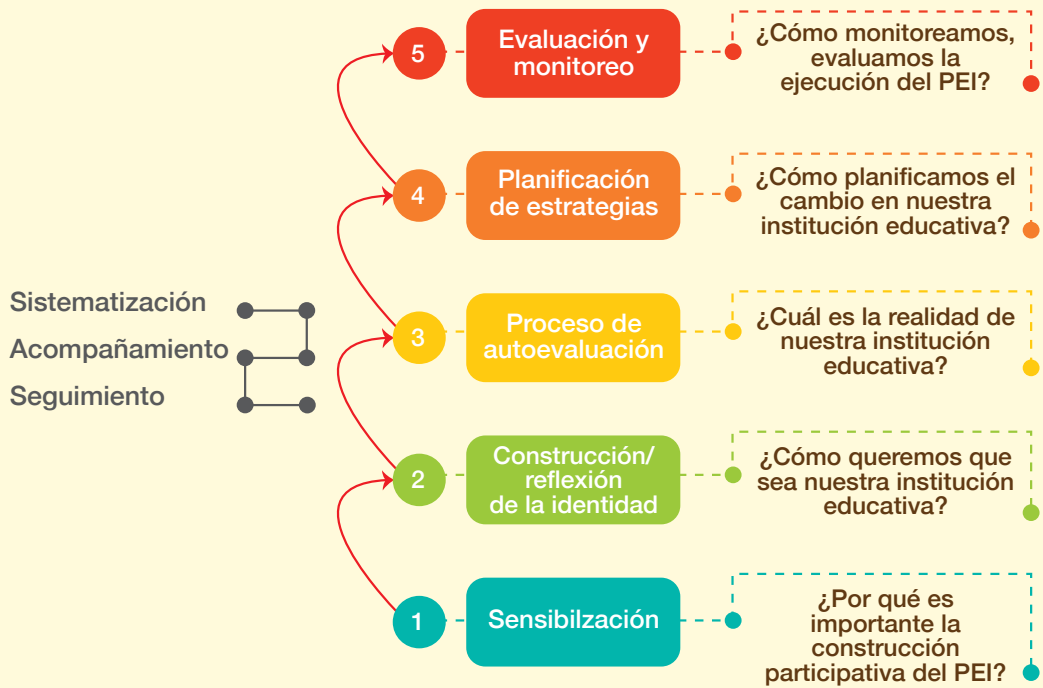 5
Evaluación y
monitoreo
¿Cómo monitoreamos,
evaluamos la
ejecución del PEI?
4
Planificación
de estrategias
¿Cómo planificamos el
cambio en nuestra
institución educativa?
Sistematización
Acompañamiento
Seguimiento
3
Proceso de
autoevaluación
¿Cuál es la realidad de
nuestra institución
educativa?
2
Construcción/
reflexión
de la identidad
¿Cómo queremos que
sea nuestra institución
educativa?
1
Sensibilzación
¿Por qué es
importante la
construcción
participativa del PEI?